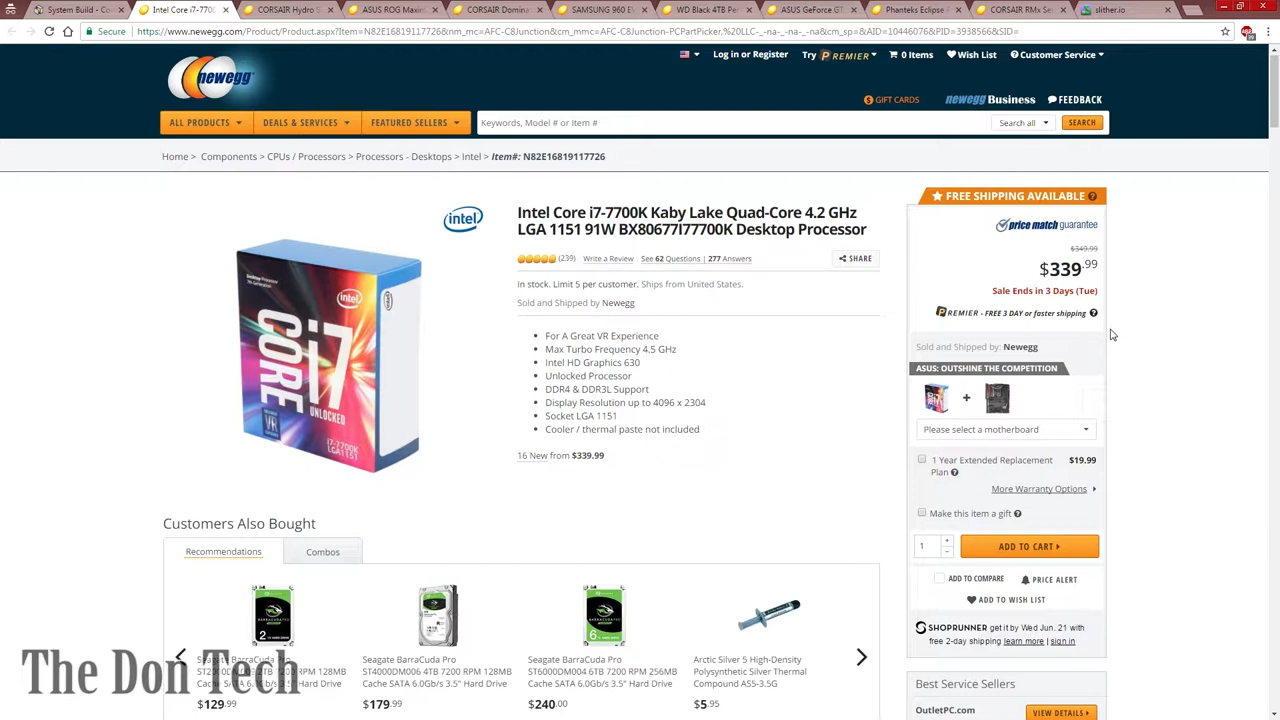 System Build - Co
Intel Core i7-770
CORSAIR Hydro S
ASUS ROG Maxim
CORSAIR Domina
SAMSUNG 960 EV
WD Black 4TB Pe
ASUS GeForce GT
Phanteks Eclipse
CORSAIR RMx Se
slither.io
Secure
https://www.newegg.com/Product/Product.aspx?Item=N82E16819117726&nm_mc=AFC-C8Junction&cm_mmc=AFC-C8Junction-PCPartPicker,%20LLC-_-na-_-na-_-na&cm_sp=&AID=10446076&PID=3938566&SID=
newegg
Log in or Register
Try PREMIER
0 Items
Wish List
Customer Service
GIFT CARDS
newegg Business
FEEDBACK
ALL PRODUCTS
DEALS & SERVICES
FEATURED SELLERS
Keywords, Model # or Item #
Search all
SEARCH
Home > Components > CPUs / Processors > Processors - Desktops > Intel > Item#: N82E16819117726
intel
Intel Core i7-7700K Kaby Lake Quad-Core 4.2 GHz
LGA 1151 91W BX80677I77700K Desktop Processor
(239) Write a Review See 62 Questions | 277 Answers
SHARE
In stock. Limit 5 per customer. Ships from United States.
Sold and Shipped by Newegg
For A Great VR Experience
Max Turbo Frequency 4.5 GHz
Intel HD Graphics 630
Unlocked Processor
DDR4 & DDR3L Support
Display Resolution up to 4096 x 2304
Socket LGA 1151
Cooler / thermal paste not included
16 New from $339.99
intel
CORE i7
UNLOCKED
VR
i7-7700K
LGA1151
FREE SHIPPING AVAILABLE
price match guarantee
$349.99
$339.99
Sale Ends in 3 Days (Tue)
PREMIER - FREE 3 DAY or faster shipping
Sold and Shipped by: Newegg
ASUS: OUTSHINE THE COMPETITION
+
Please select a motherboard
1 Year Extended Replacement
Plan
$19.99
More Warranty Options
Make this item a gift
1
ADD TO CART
ADD TO COMPARE
PRICE ALERT
ADD TO WISH LIST
SHOPRUNNER get it by Wed Jun. 21 with
free 2-day shipping learn more | sign in
Best Service Sellers
OutletPC.com
VIEW DETAILS
Customers Also Bought
Recommendations
Combos
Seagate BarraCuda Pro
Cache SATA 6.0Gb/s 3.5" Hard Drive
$129.99
Seagate BarraCuda Pro
ST4000DM006 4TB 7200 RPM 128MB
Cache SATA 6.0Gb/s 3.5" Hard Drive
$179.99
Seagate BarraCuda Pro
ST6000DM004 6TB 7200 RPM 256MB
Cache SATA 6.0Gb/s 3.5" Hard Drive
$240.00
Arctic Silver 5 High-Density
Polysynthetic Silver Thermal
Compound AS5-3.5G
$5.95
The Don Tech